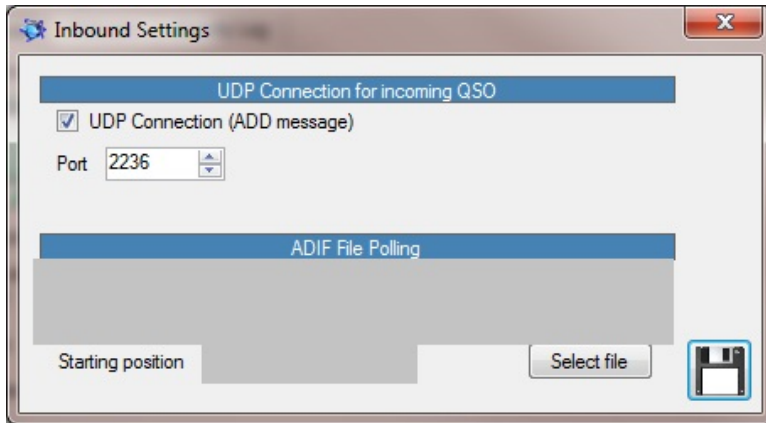 Inbound Settings
UDP Connection for incoming QSO
UDP Connection (ADD message)
Port 2236
ADIF File Polling
Starting position
Select file